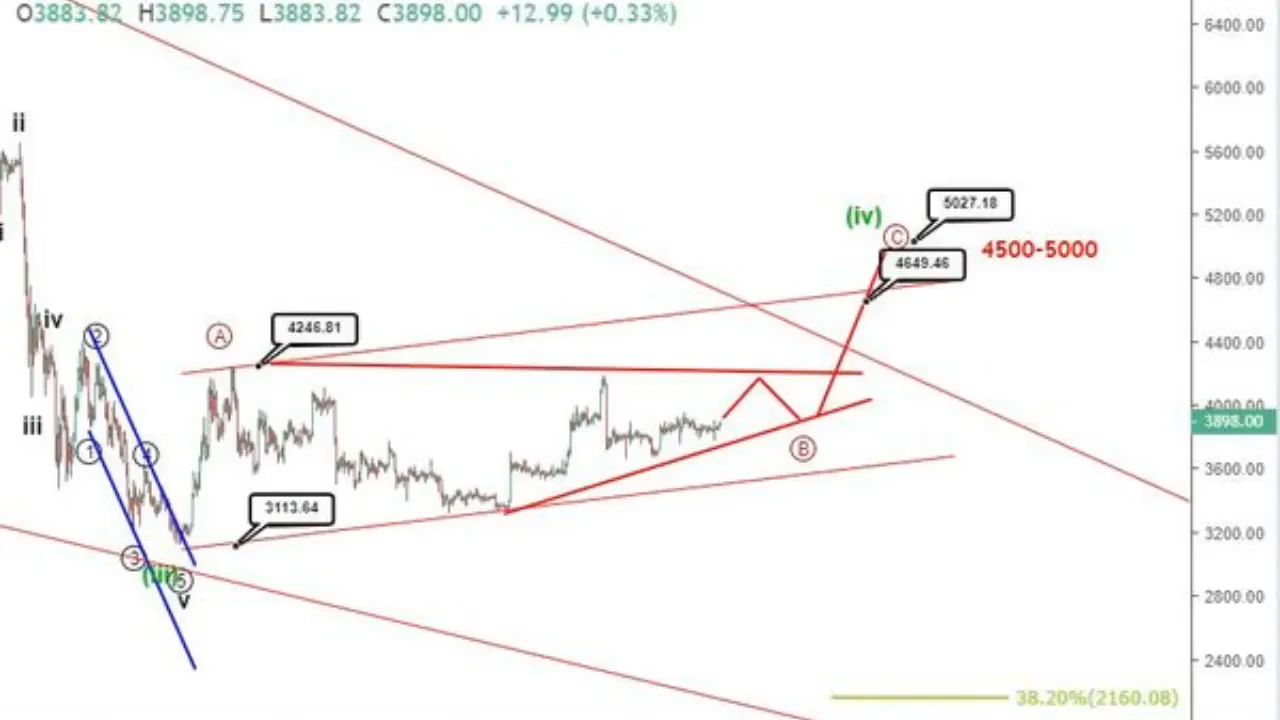 O3883.82 H3898.75 L3883.82 C3898.00 +12.99 (+0.33%)
6400.00
6000.00
ii
5600.00
(iv)
5027.18
5200.00
i
C
4500-5000
4649.46
4800.00
iv
2
A
4246.81
4400.00
4000.00
3898.00
iii
1
4
B
3600.00
3113.64
3200.00
3
(iii)
5
v
2800.00
2400.00
38.20%(2160.08)